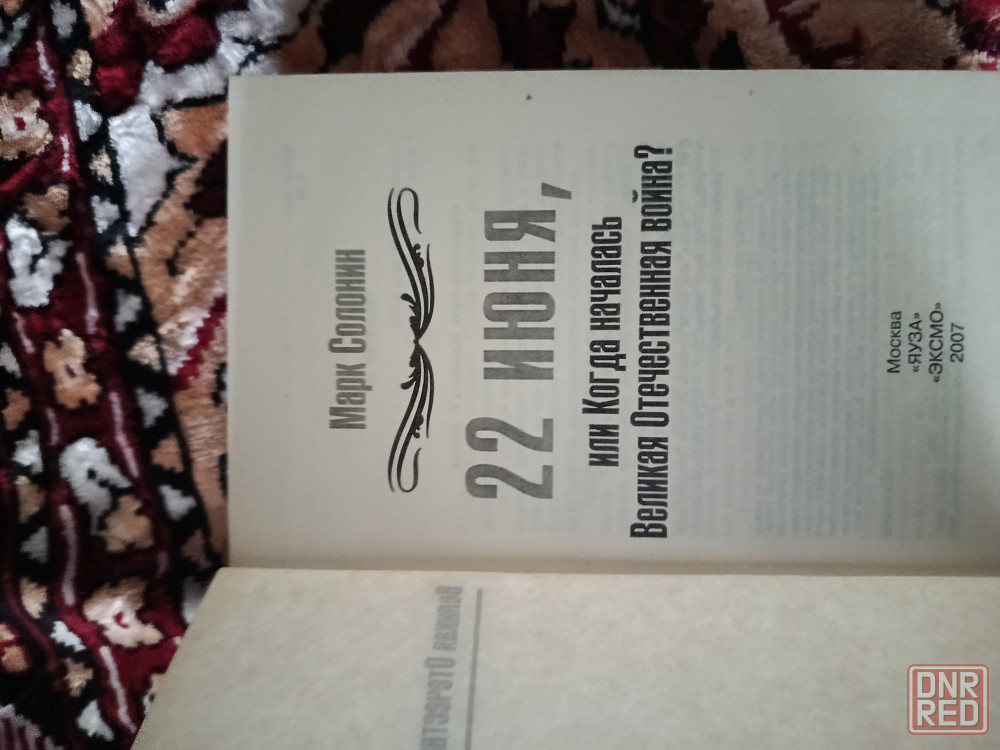 Марк Солонин
22 июня,
или Когда началась
Великая Отечественная война?
Москва
«ЯУЗА»
«ЭКСМО»
2007
DNR
RED